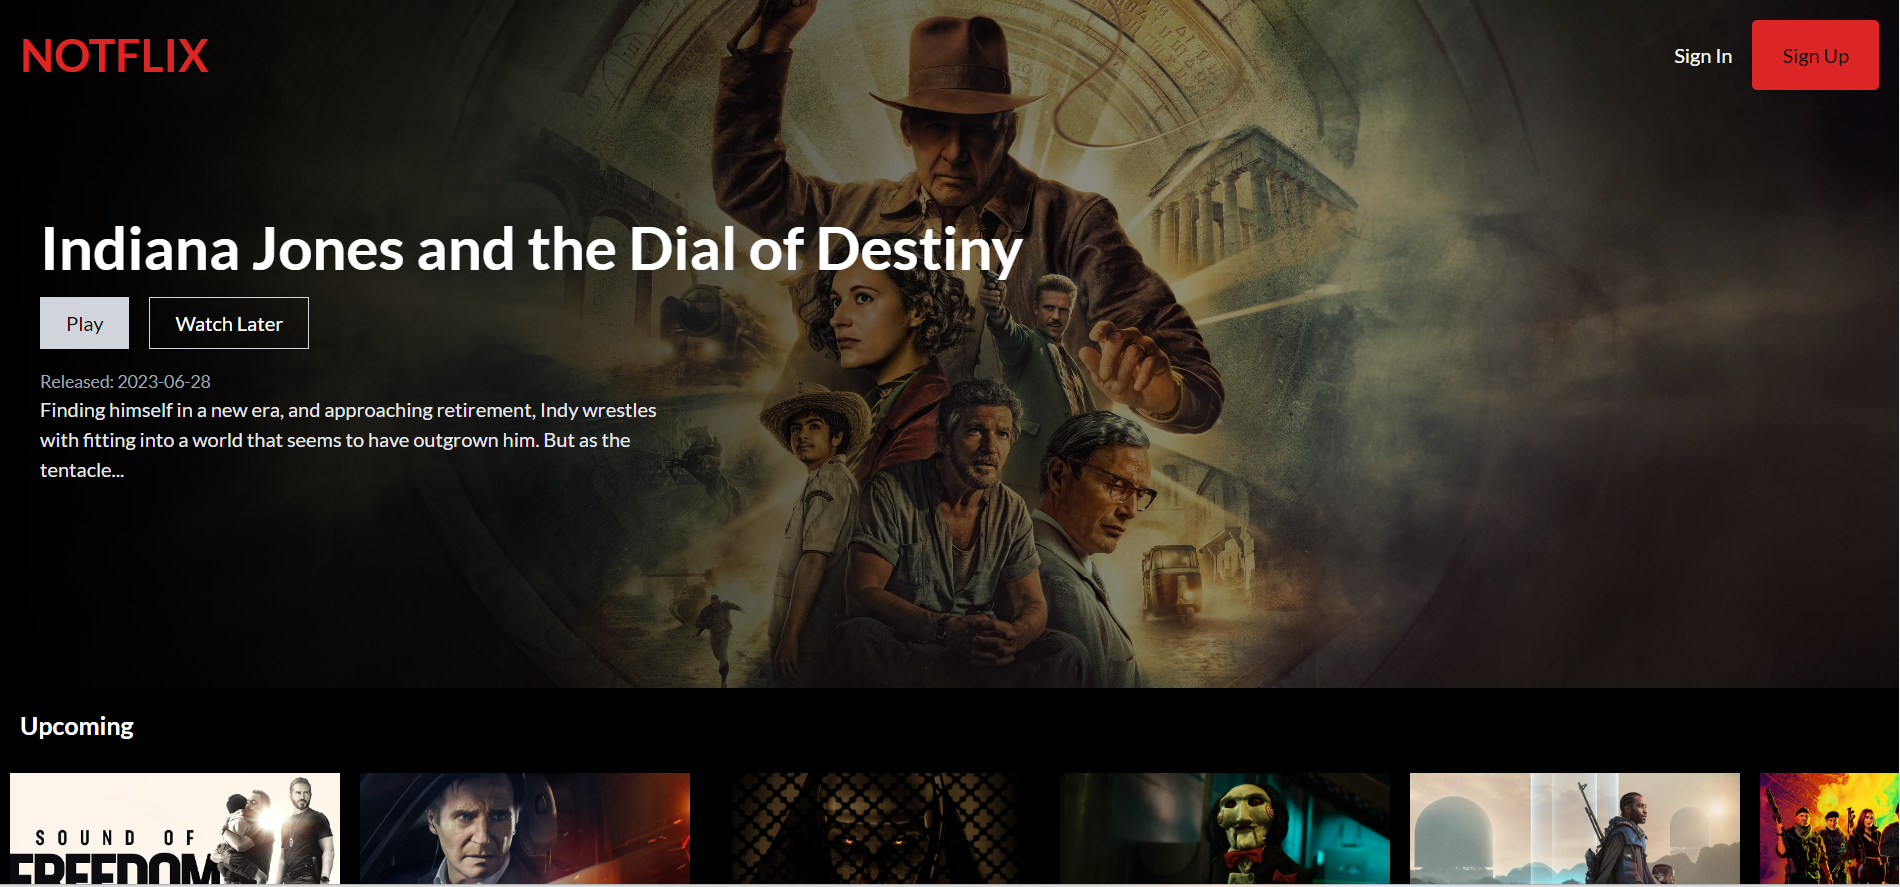 NOTFLIX
Sign In
Sign Up
Indiana Jones and the Dial of Destiny
Play
Watch Later
Released: 2023-06-28
Finding himself in a new era, and approaching retirement, Indy wrestles
with fitting into a world that seems to have outgrown him. But as the
tentacle...
Upcoming
SOUND OF
FREEDOM